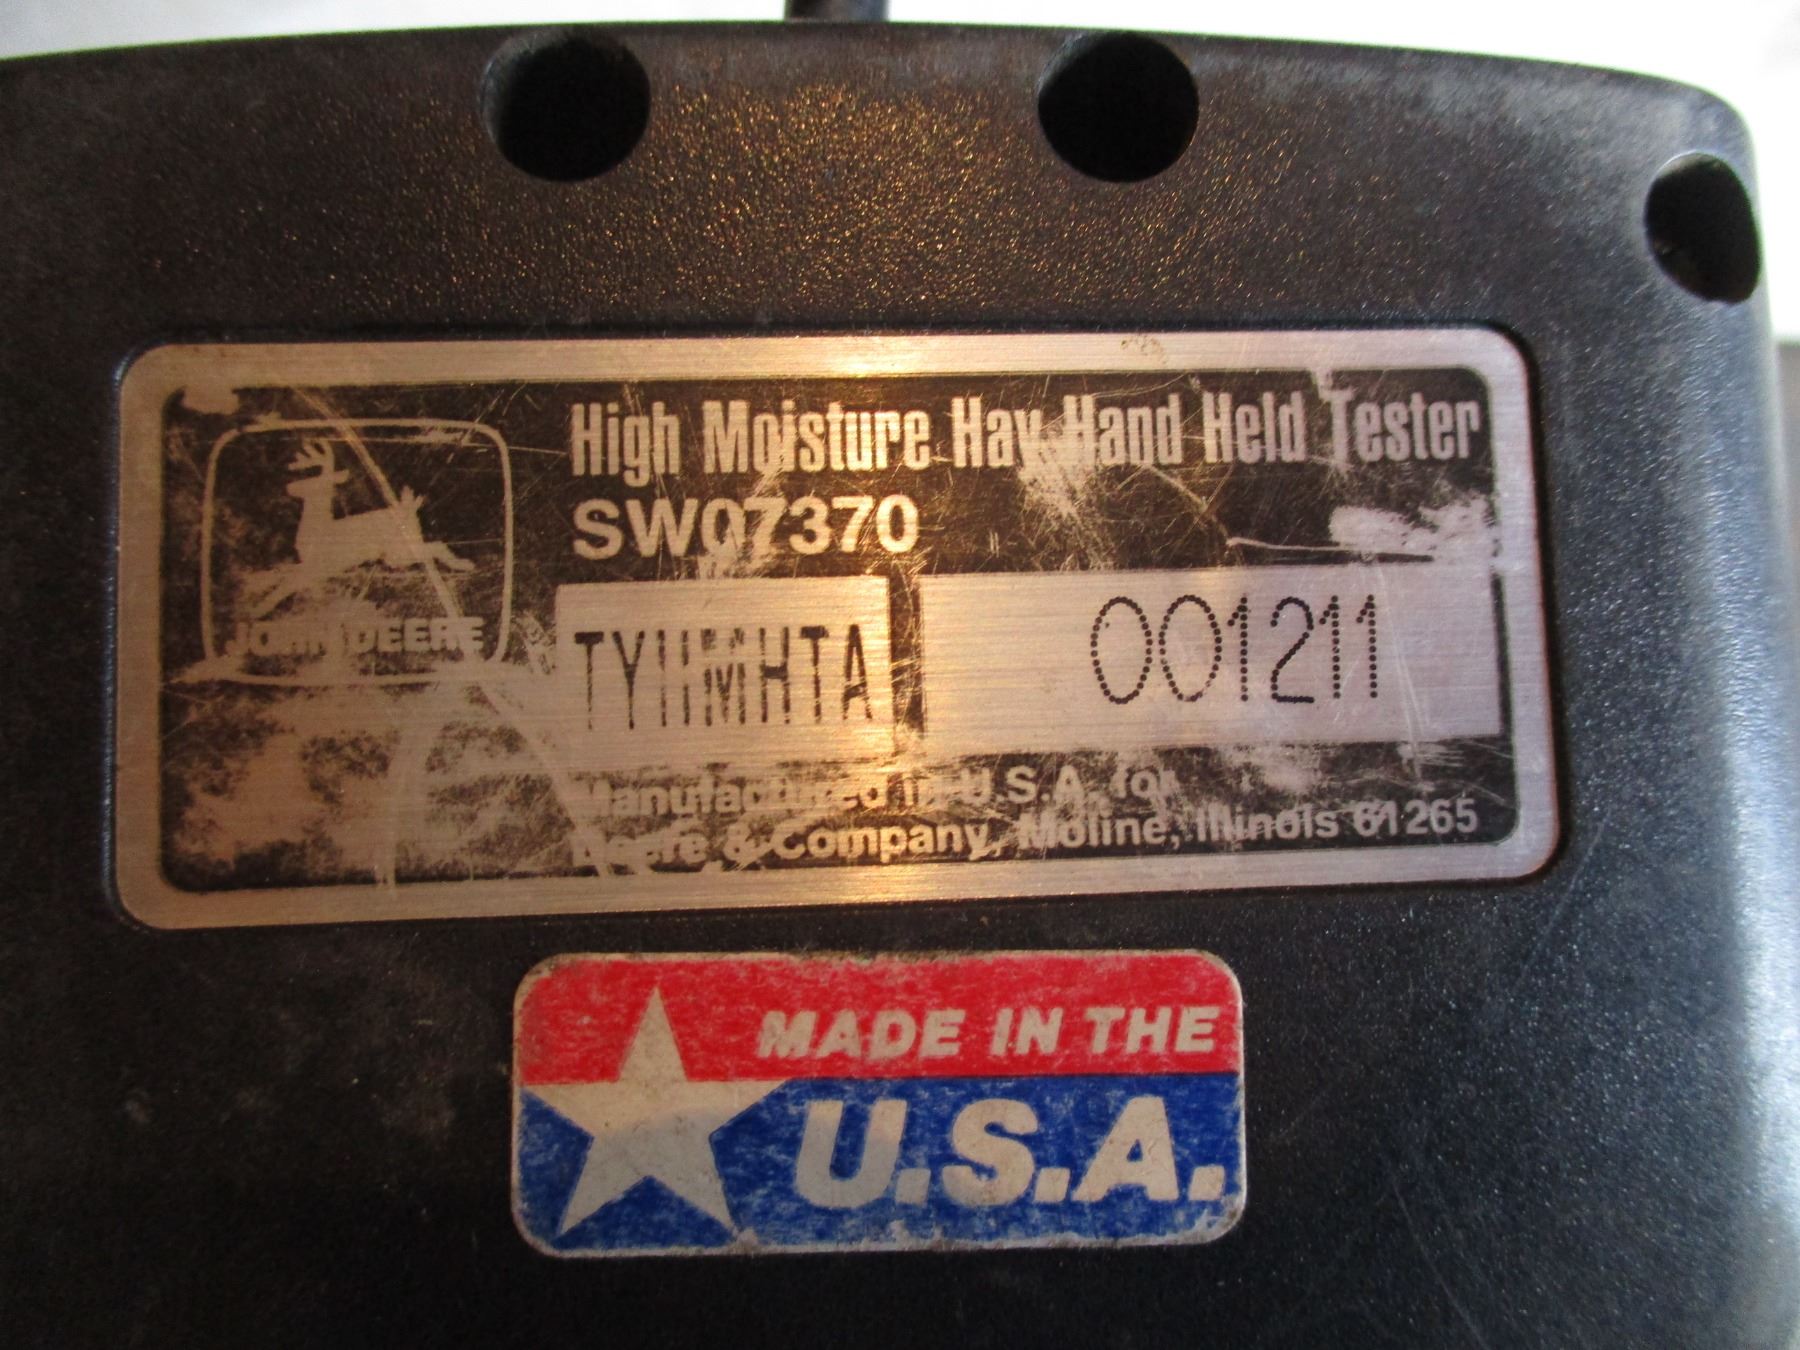 High Moisture Hay Hand Held Tester
SW07370
JOHN DEERE
TYIIMHTA 001211
Manufactured in U.S.A. for
Deere & Company, Moline, Illinois 61265
MADE IN THE
U.S.A.